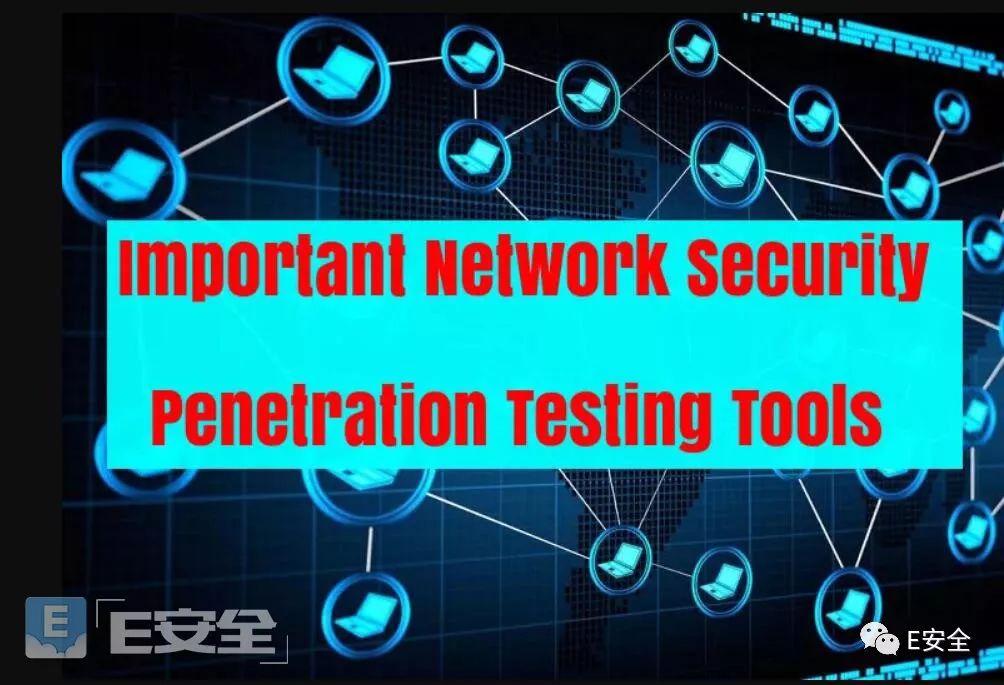 Important Network Security
Penetration Testing Tools
E
E安全
E安全